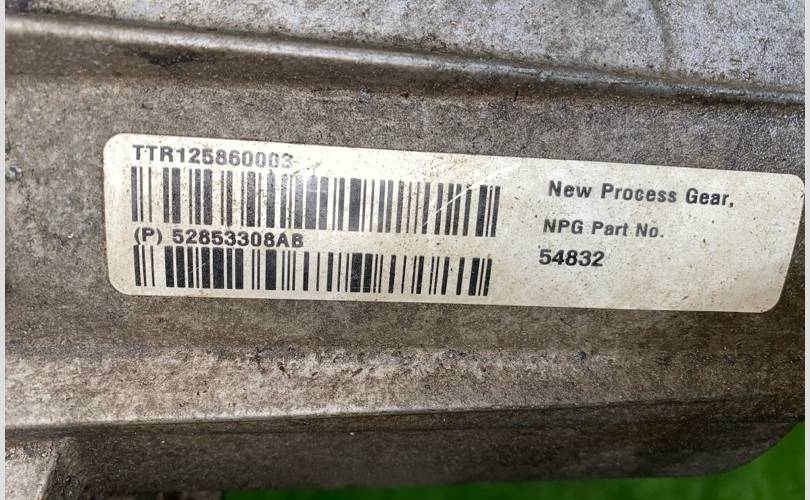 TTR125860003
(P) 52853308AB
New Process Gear,
NPG Part No.
54832